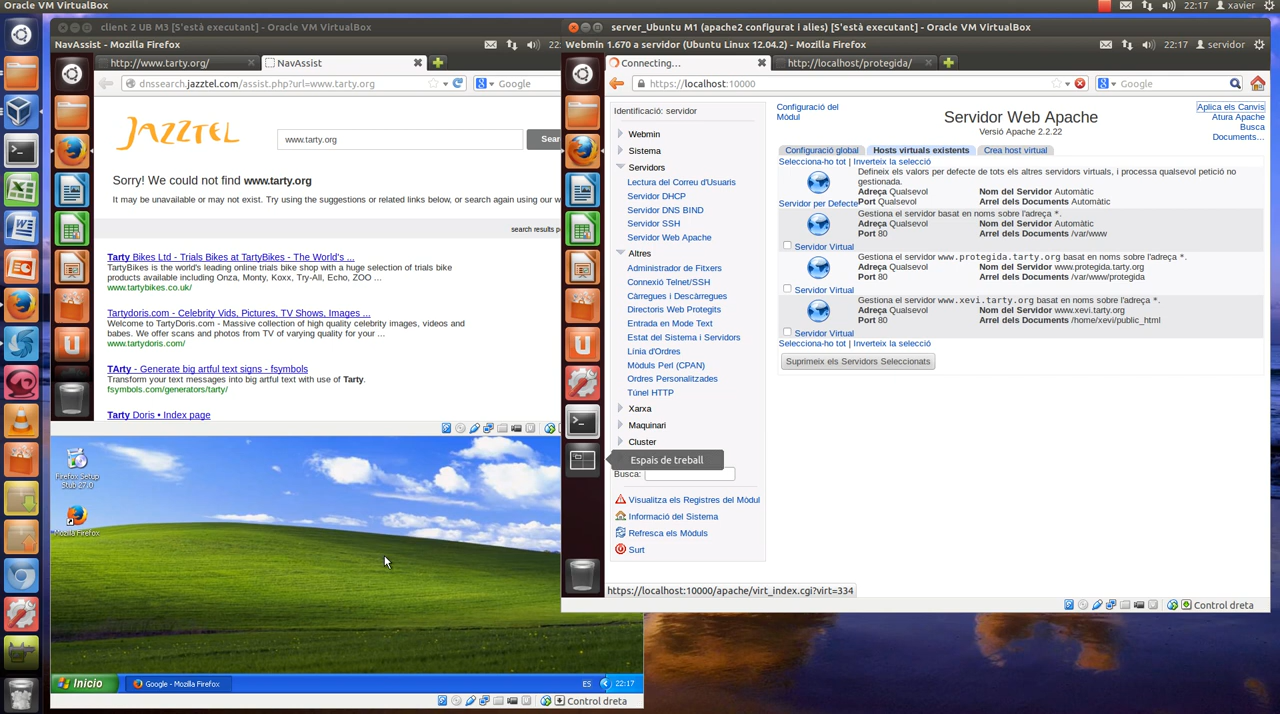 Oracle VM VirtualBox
22:17 xavier
client 2 UB M3 [S'està executant] - Oracle VM VirtualBox
NavAssist - Mozilla Firefox
22:
http://www.tarty.org/
NavAssist
dnssearch.jazztel.com/assist.php?url=www.tarty.org
Google
JAZZTEL
www.tarty.org
Sear
Sorry! We could not find www.tarty.org
It may be unavailable or may not exist. Try using the suggestions or related links below, or search again using our w
search results p
Tarty Bikes Ltd - Trials Bikes at TartyBikes - The World's ...
TartyBikes is the world's leading online trials bike shop with a huge selection of trials bike
products available including Onza, Monty, Koxx, Try-All, Echo, ZOO ...
www.tartybikes.co.uk/
Tartydoris.com - Celebrity Vids, Pictures, TV Shows, Images ...
Welcome to TartyDoris.com - Massive collection of high quality celebrity images, videos and
babes. We offer scans and photos from TV of varying quality for your ...
www.tartydoris.com/
TArty - Generate big artful text signs - fsymbols
Transform your text messages into big artful text with use of Tarty.
fsymbols.com/generators/tarty/
Tarty Doris • Index page
Firefox Setup
Stub 27.0
Mozilla Firefox
Inicio
Google - Mozilla Firefox
ES
22:17
Control dreta
server_Ubuntu M1 (apache2 configurat i alies) [S'està executant] - Oracle VM VirtualBox
Webmin 1.670 a servidor (Ubuntu Linux 12.04.2) - Mozilla Firefox
22:17 servidor
Connecting...
http://localhost/protegida/
https://localhost:10000
Google
Identificació: servidor
Webmin
Sistema
Servidors
Lectura del Correu d'Usuaris
Servidor DHCP
Servidor DNS BIND
Servidor SSH
Servidor Web Apache
Altres
Administrador de Fitxers
Connexió Telnet/SSH
Càrregues i Descàrregues
Directoris Web Protegits
Entrada en Mode Text
Estat del Sistema i Servidors
Línia d'Ordres
Mòduls Perl (CPAN)
Ordres Personalitzades
Túnel HTTP
Xarxa
Maquinari
Cluster
Espais de treball
Busca:
Visualitza els Registres del Mòdul
Informació del Sistema
Refresca els Mòduls
Surt
https://localhost:10000/apache/virt_index.cgi?virt=334
Configuració del
Mòdul
Servidor Web Apache
Versió Apache 2.2.22
Aplica els Canvis
Atura Apache
Busca
Documents...
Configuració global
Hosts virtuals existents
Crea host virtual
Selecciona-ho tot | Inverteix la selecció
Defineix els valors per defecte de tots els altres servidors virtuals, i processa qualsevol petició no
gestionada.
Adreça Qualsevol Nom del Servidor Automàtic
Port Qualsevol Arrel dels Documents Automàtic
Servidor per Defecte
Gestiona el servidor basat en noms sobre l'adreça *.
Adreça Qualsevol Nom del Servidor Automàtic
Port 80 Arrel dels Documents /var/www
Servidor Virtual
Gestiona el servidor www.protegida.tarty.org basat en noms sobre l'adreça *.
Adreça Qualsevol Nom del Servidor www.protegida.tarty.org
Port 80 Arrel dels Documents /var/www/protegida
Servidor Virtual
Gestiona el servidor www.xevi.tarty.org basat en noms sobre l'adreça *.
Adreça Qualsevol Nom del Servidor www.xevi.tarty.org
Port 80 Arrel dels Documents /home/xevi/public_html
Servidor Virtual
Selecciona-ho tot | Inverteix la selecció
Suprimeix els Servidors Seleccionats
Control dreta